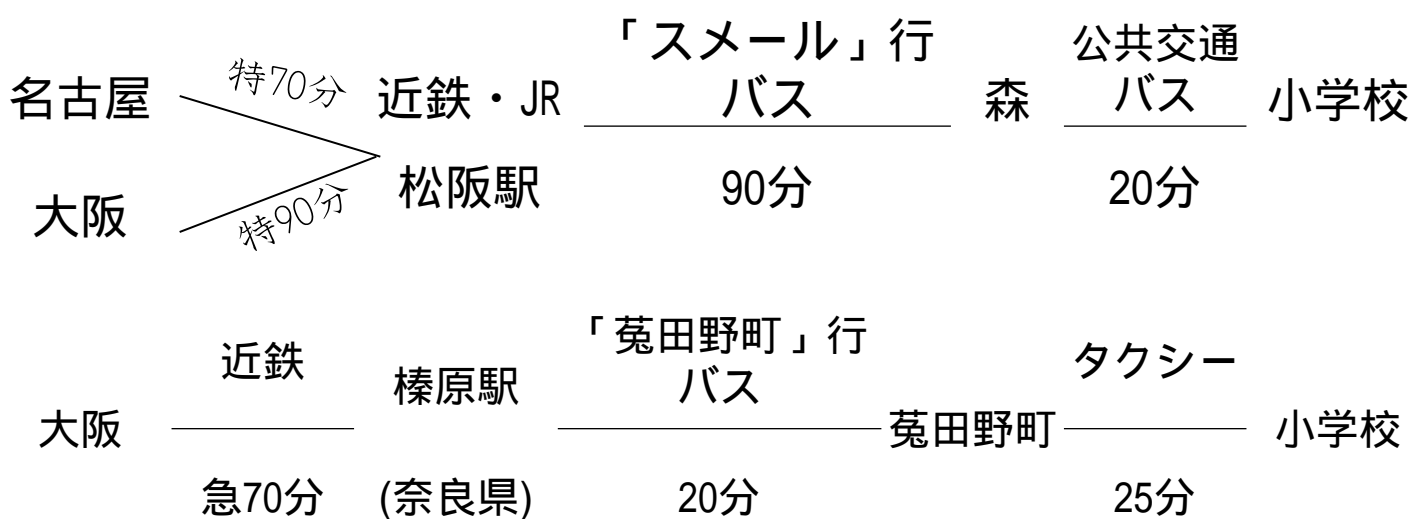 名古屋
特70分
大阪
特90分
近鉄・JR
松阪駅
「スメール」行
バス
90分
森
公共交通
バス
20分
小学校
大阪
近鉄
急70分
榛原駅
(奈良県)
「菟田野町」行
バス
20分
菟田野町
タクシー
25分
小学校